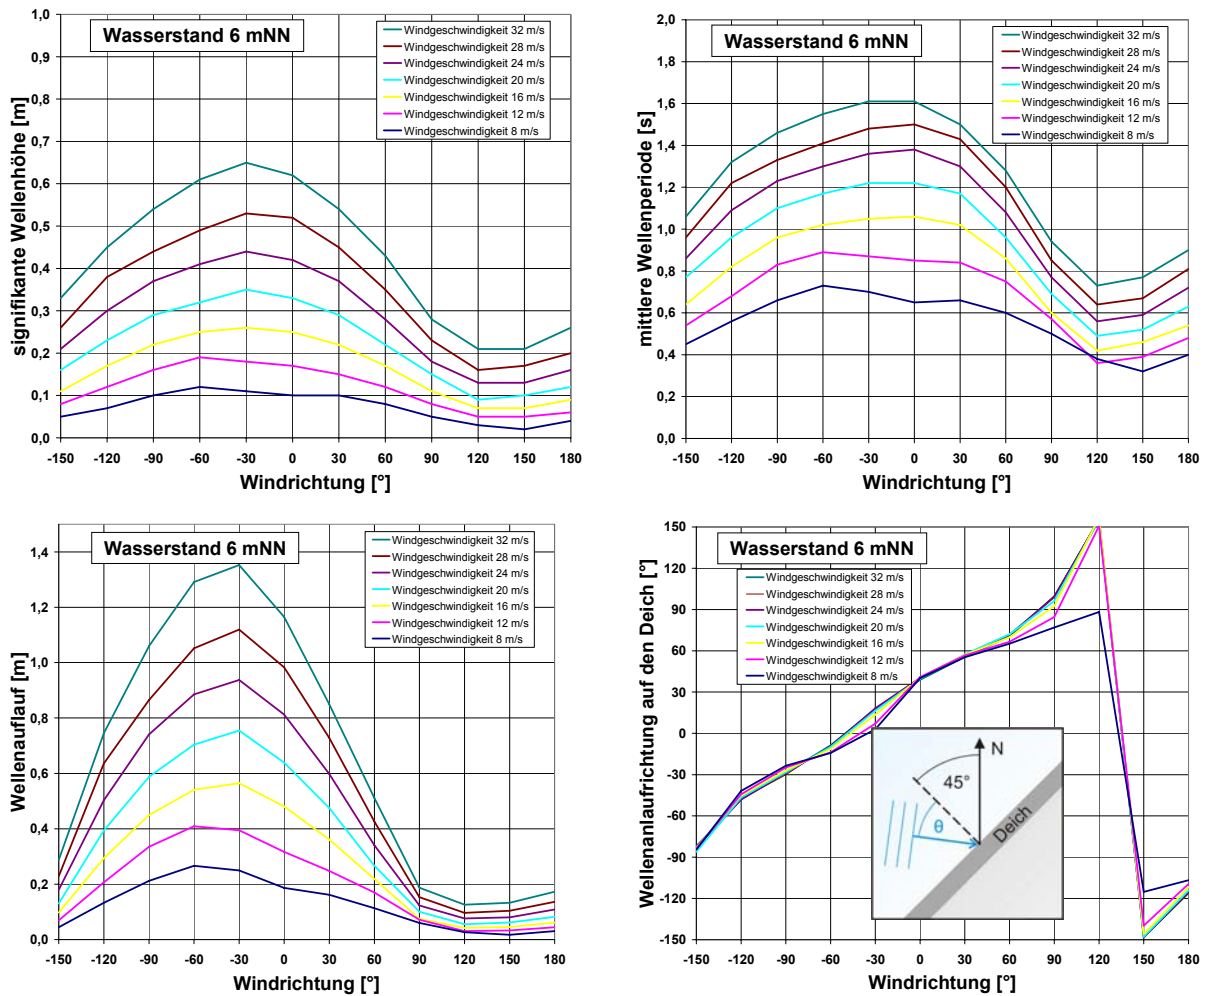 Wasserstand 6 mNN
Windgeschwindigkeit 32 m/s
Windgeschwindigkeit 28 m/s
Windgeschwindigkeit 24 m/s
Windgeschwindigkeit 20 m/s
Windgeschwindigkeit 16 m/s
Windgeschwindigkeit 12 m/s
Windgeschwindigkeit 8 m/s
signifikante Wellenhöhe [m]
1,0
0,9
0,8
0,7
0,6
0,5
0,4
0,3
0,2
0,1
0,0
-150 -120 -90 -60 -30 0 30 60 90 120 150 180
Windrichtung [°]
Wasserstand 6 mNN
Windgeschwindigkeit 32 m/s
Windgeschwindigkeit 28 m/s
Windgeschwindigkeit 24 m/s
Windgeschwindigkeit 20 m/s
Windgeschwindigkeit 16 m/s
Windgeschwindigkeit 12 m/s
Windgeschwindigkeit 8 m/s
mittlere Wellenperiode [s]
2,0
1,8
1,6
1,4
1,2
1,0
0,8
0,6
0,4
0,2
0,0
-150 -120 -90 -60 -30 0 30 60 90 120 150 180
Windrichtung [°]
Wasserstand 6 mNN
Windgeschwindigkeit 32 m/s
Windgeschwindigkeit 28 m/s
Windgeschwindigkeit 24 m/s
Windgeschwindigkeit 20 m/s
Windgeschwindigkeit 16 m/s
Windgeschwindigkeit 12 m/s
Windgeschwindigkeit 8 m/s
Wellenauflauf [m]
1,4
1,2
1,0
0,8
0,6
0,4
0,2
0,0
-150 -120 -90 -60 -30 0 30 60 90 120 150 180
Windrichtung [°]
Wasserstand 6 mNN
Windgeschwindigkeit 32 m/s
Windgeschwindigkeit 28 m/s
Windgeschwindigkeit 24 m/s
Windgeschwindigkeit 20 m/s
Windgeschwindigkeit 16 m/s
Windgeschwindigkeit 12 m/s
Windgeschwindigkeit 8 m/s
Wellenanlaufrichtung auf den Deich [°]
150
120
90
60
30
0
-30
-60
-90
-120
-150
N
45°
θ
Deich
-150 -120 -90 -60 -30 0 30 60 90 120 150 180
Windrichtung [°]